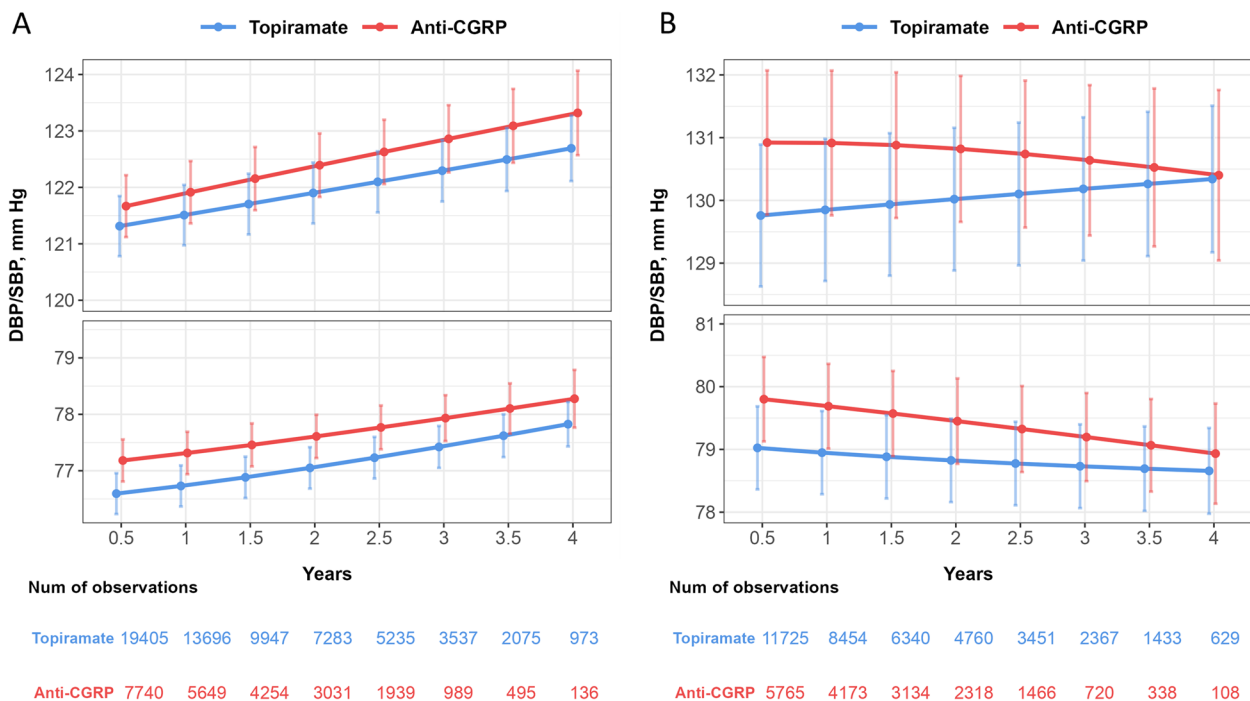 A
Topiramate Anti-CGRP
DBP/SBP, mm Hg
124
123
122
121
120
79
78
77
0.5 1 1.5 2 2.5 3 3.5 4
Years
Num of observations
Topiramate 19405 13696 9947 7283 5235 3537 2075 973
Anti-CGRP 7740 5649 4254 3031 1939 989 495 136
B
Topiramate Anti-CGRP
DBP/SBP, mm Hg
132
131
130
129
81
80
79
78
0.5 1 1.5 2 2.5 3 3.5 4
Years
Num of observations
Topiramate 11725 8454 6340 4760 3451 2367 1433 629
Anti-CGRP 5765 4173 3134 2318 1466 720 338 108